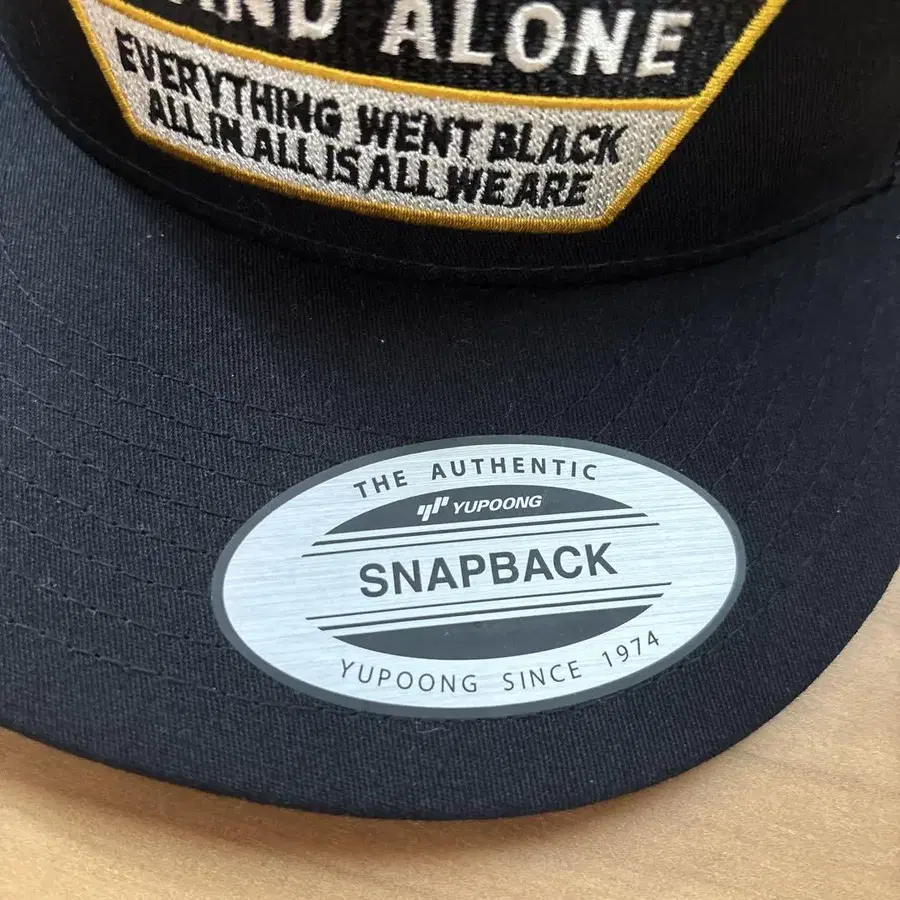 AND ALONE
EVERYTHING WENT BLACK
ALL IN ALL IS ALL WE ARE
THE AUTHENTIC
YUPOONG
SNAPBACK
YUPOONG SINCE 1974